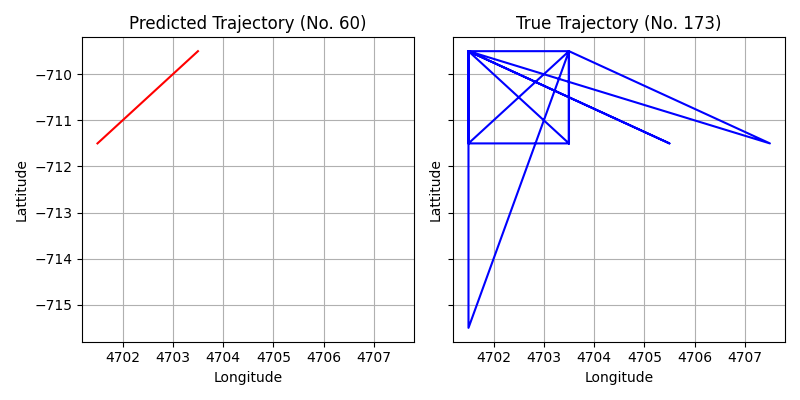 Predicted Trajectory (No. 60)
True Trajectory (No. 173)
Lattitude
−710
−711
−712
−713
−714
−715
4702 4703 4704 4705 4706 4707
Longitude
Lattitude
4702 4703 4704 4705 4706 4707
Longitude